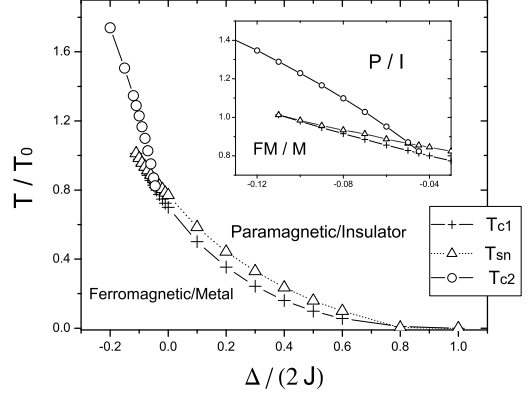 T / T0
1.6
1.2
0.8
0.4
0.0
-0.2 0.0 0.2 0.4 0.6 0.8 1.0
Δ / (2 J)
Paramagnetic/Insulator
Ferromagnetic/Metal
1.4
1.2
1.0
0.8
-0.12 -0.08 -0.04
P / I
FM / M
Tc1
Tsn
Tc2